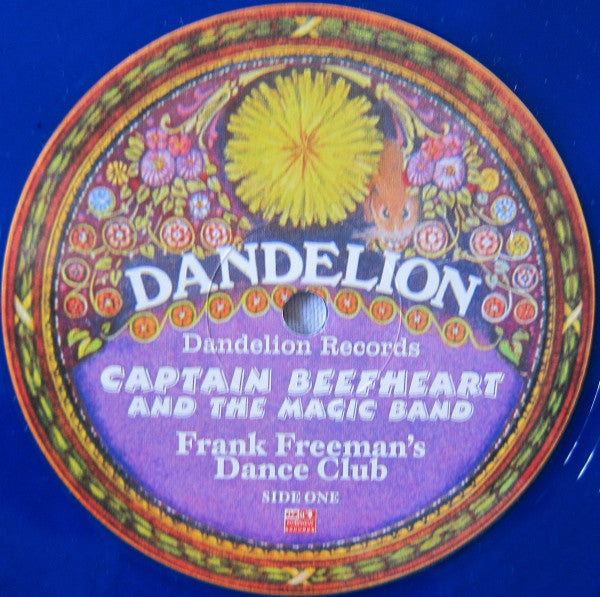 DANDELION
Dandelion Records
CAPTAIN BEEFHEART
AND THE MAGIC BAND
Frank Freeman's
Dance Club
SIDE ONE